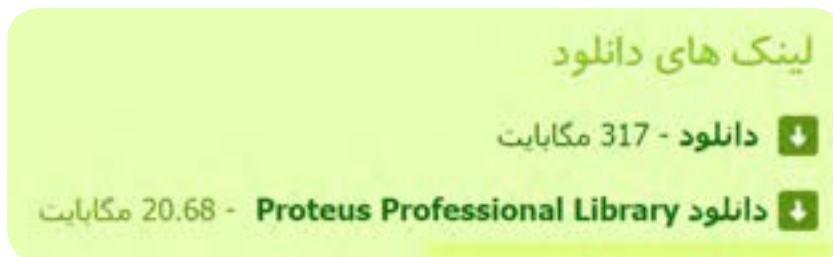 لینک های دانلود
دانلود - 317 مگابایت
دانلود Proteus Professional Library - 20.68 مگابایت